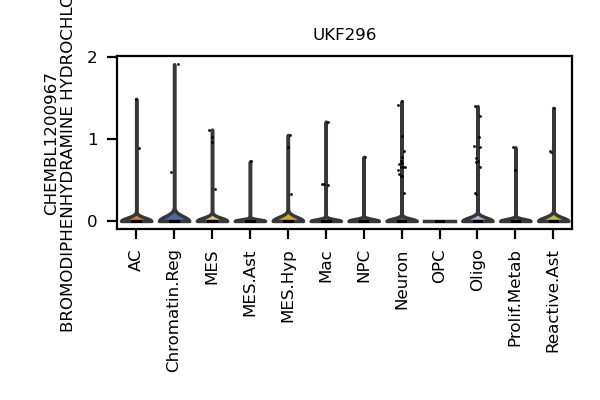 UKF296
CHEMBL1200967
BROMODIPHENHYDRAMINE HYDROCHLO
2
1
0
AC
Chromatin.Reg
MES
MES.Ast
MES.Hyp
Mac
NPC
Neuron
OPC
Oligo
Prolif.Metab
Reactive.Ast